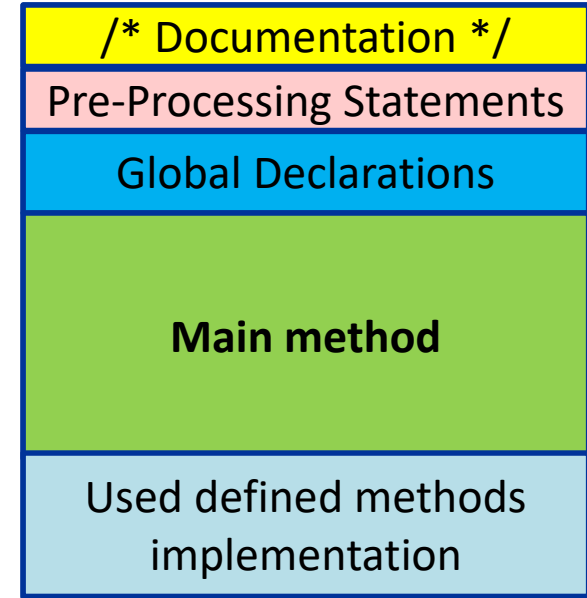 /* Documentation */
Pre-Processing Statements
Global Declarations
Main method
Used defined methods
implementation